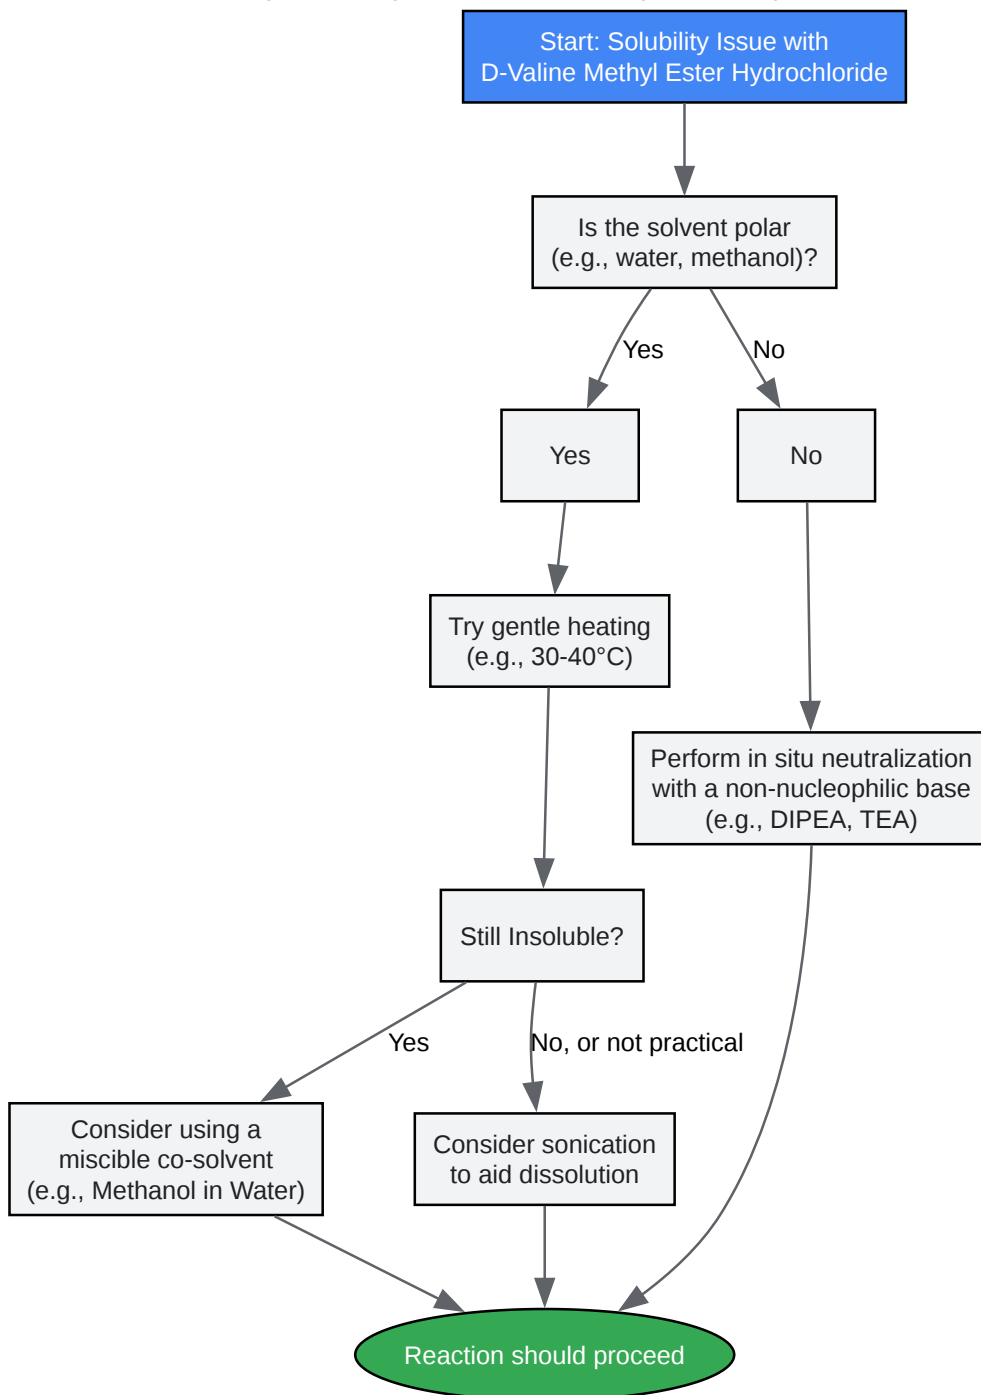 Start: Solubility Issue with
D-Valine Methyl Ester Hydrochloride
Is the solvent polar
(e.g., water, methanol)?
Yes
No
Yes
No
Try gentle heating
(e.g., 30-40°C)
Perform in situ neutralization
with a non-nucleophilic base
(e.g., DIPEA, TEA)
Still Insoluble?
Yes
No, or not practical
Consider using a
miscible co-solvent
(e.g., Methanol in Water)
Consider sonication
to aid dissolution
Reaction should proceed